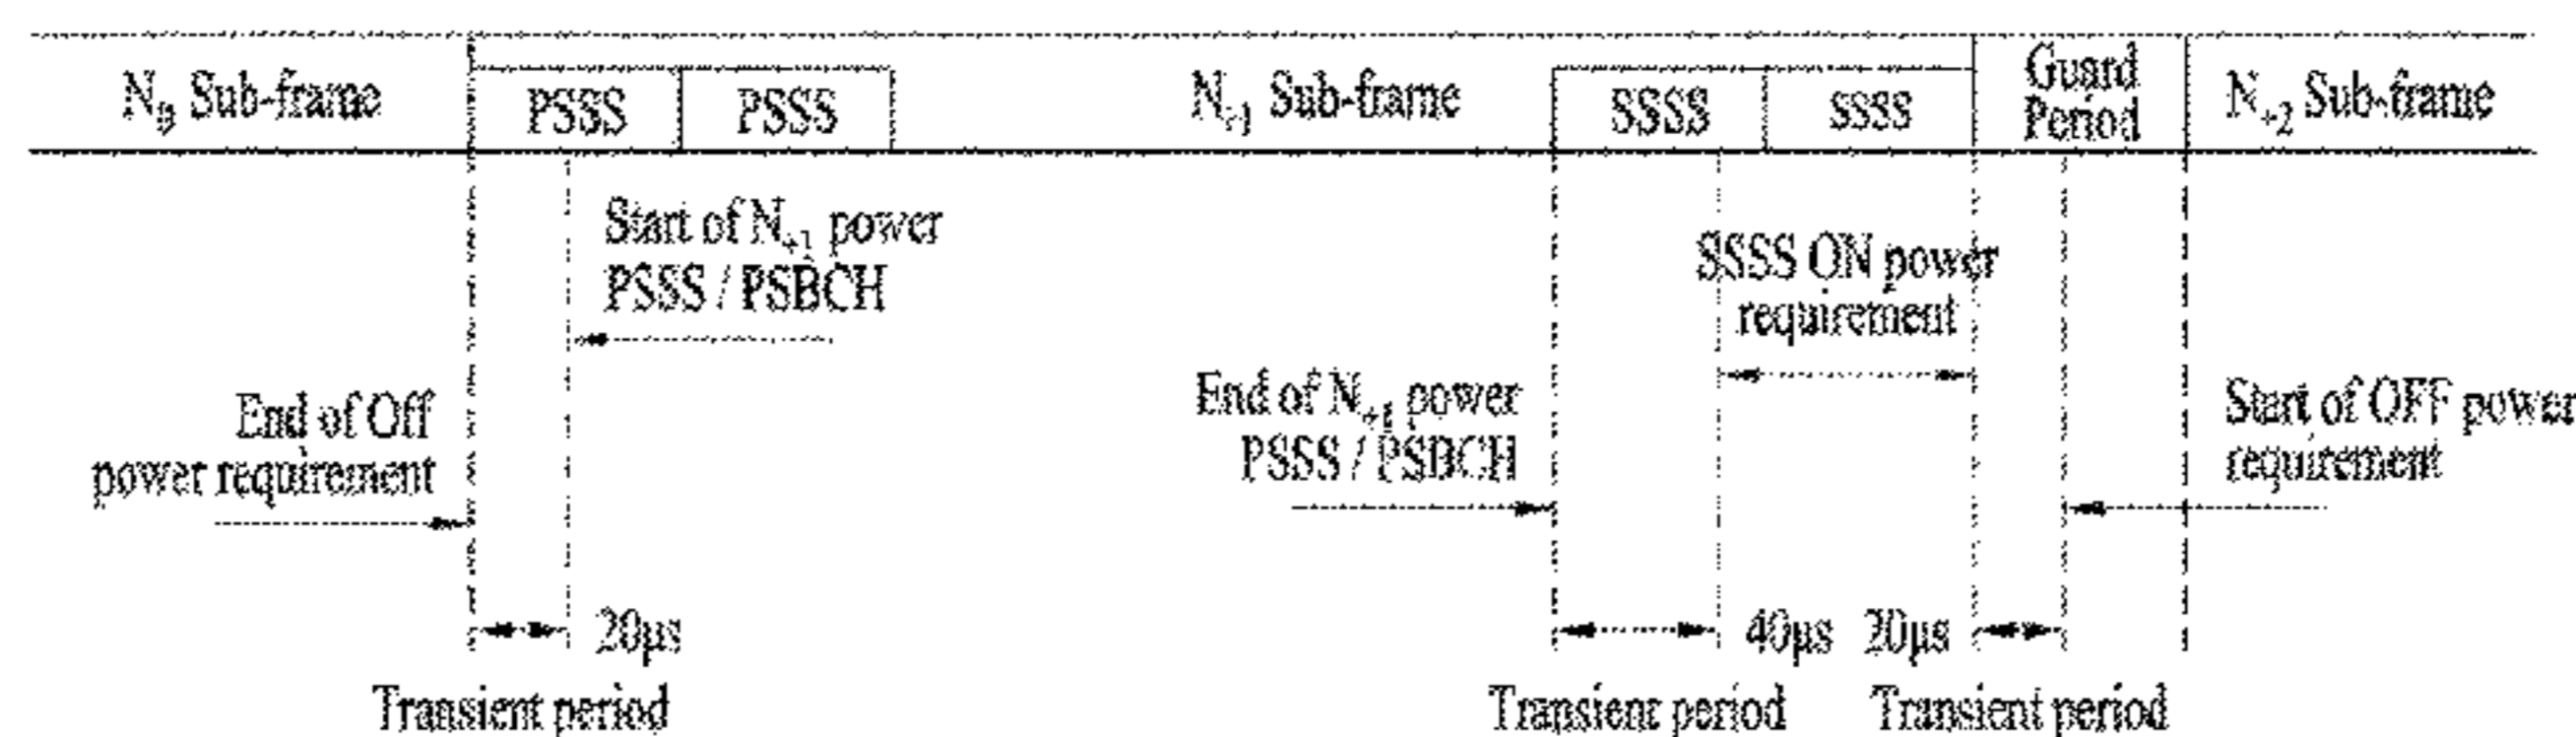 N₀ Sub-frame
PSSS
PSSS
N₊₁ Sub-frame
SSSS
SSSS
Guard
Period
N₊₂ Sub-frame
Start of N₊₁ power
PSSS / PSBCH
SSSS ON power
requirement
End of Off
power requirement
End of N₊₁ power
PSSS / PSBCH
Start of OFF power
requirement
20μs
40μs
20μs
Transient period
Transient period
Transient period